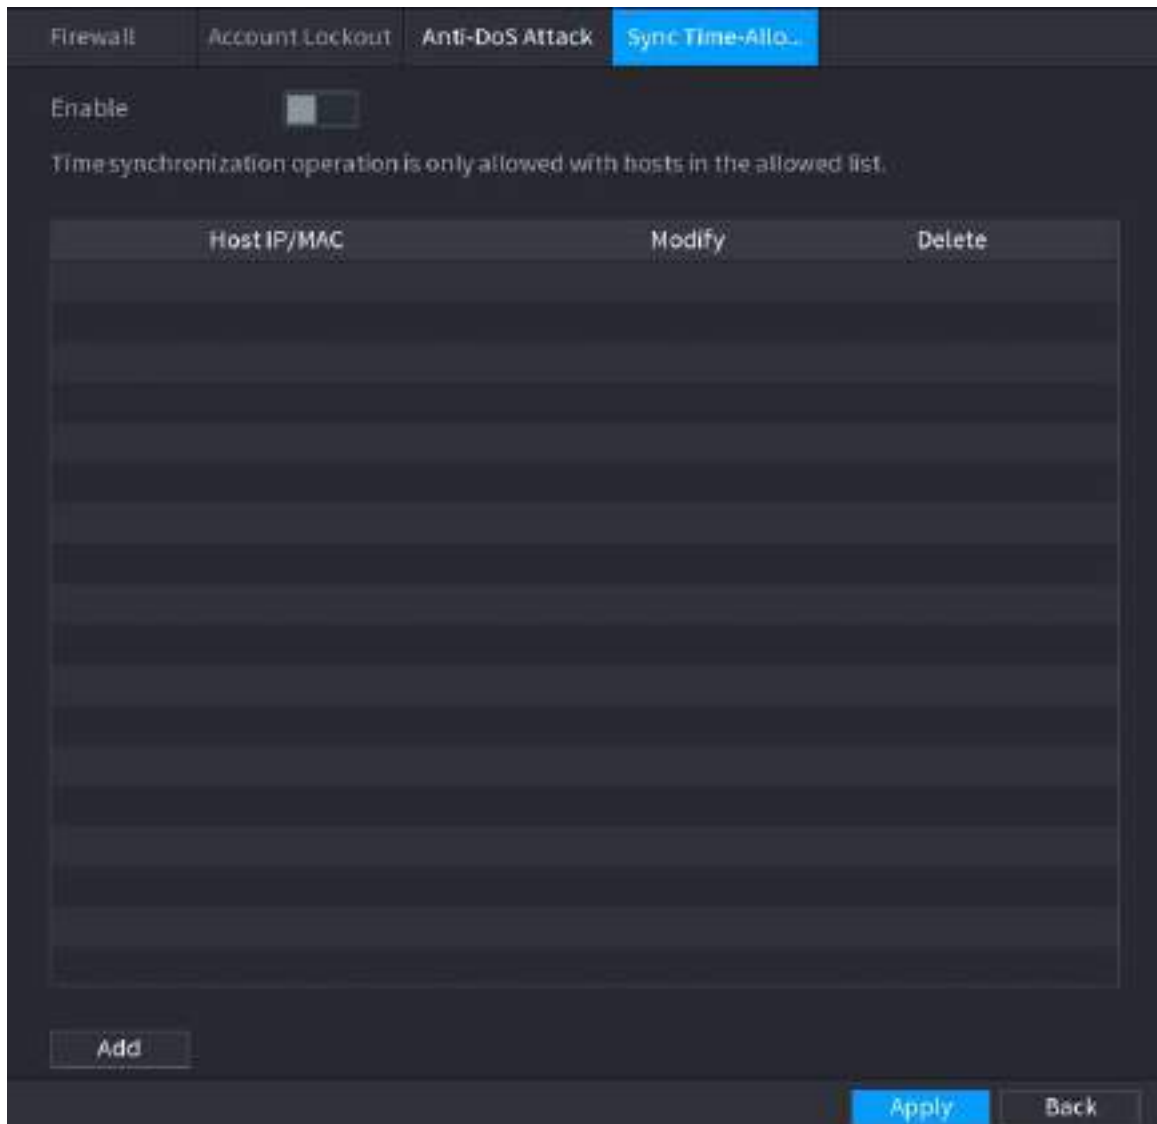 Firewall Account Lockout Anti-DoS Attack Sync Time-Allo...
Enable
Time synchronization operation is only allowed with hosts in the allowed list.
Host IP/MAC Modify Delete
Add
Apply Back